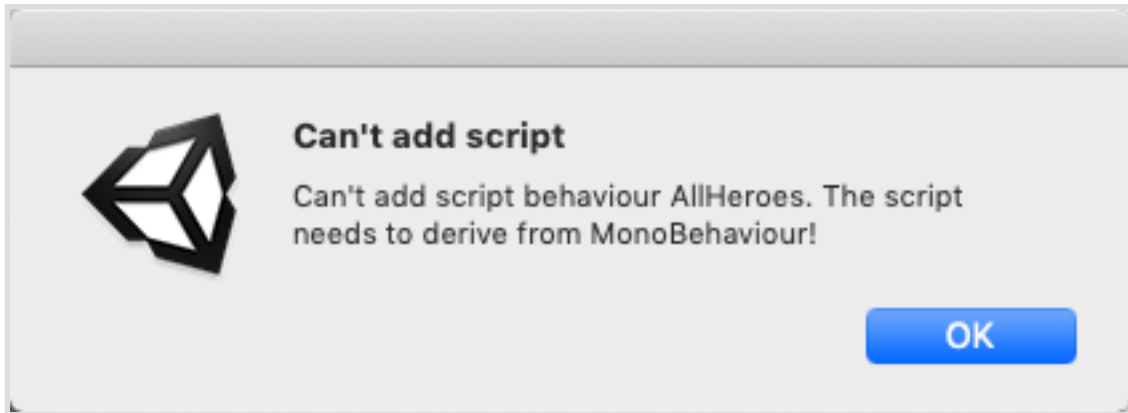 Can't add script
Can't add script behaviour AllHeroes. The script
needs to derive from MonoBehaviour!
OK